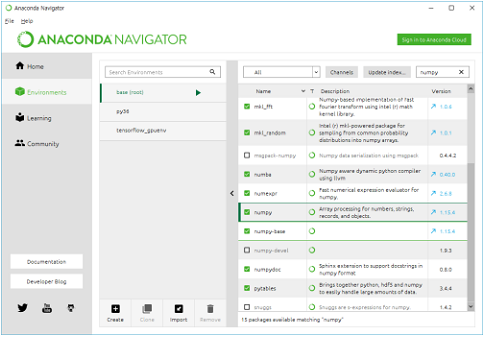 Anaconda Navigator
File Help
ANACONDA NAVIGATOR
Sign in to Anaconda Cloud
Home
Environments
Learning
Community
Documentation
Developer Blog
Search Environments
base (root)
py36
tensorflow_gpuenv
Create
Clone
Import
Remove
All
Channels
Update index...
numpy
Name T Description Version
mkl_fft Numpy-based implementation of fast fourier transform using intel (r) math kernel library. 1.0.6
mkl_random Intel (r) mkl-powered package for sampling from common probability distributions into numpy arrays. 1.0.1
msgpack-numpy Numpy data serialization using msgpack 0.4.4.2
numba Numpy aware dynamic python compiler using llvm 0.40.0
numexpr Fast numerical expression evaluator for numpy. 2.6.8
numpy Array processing for numbers, strings, records, and objects. 1.15.4
numpy-base 1.15.4
numpy-devel 1.9.3
numpydoc Sphinx extension to support docstrings in numpy format 0.8.0
pytables Brings together python, hdf5 and numpy to easily handle large amounts of data. 3.4.4
snuggs Snuggs are s-expressions for numpy. 1.4.2
15 packages available matching "numpy"